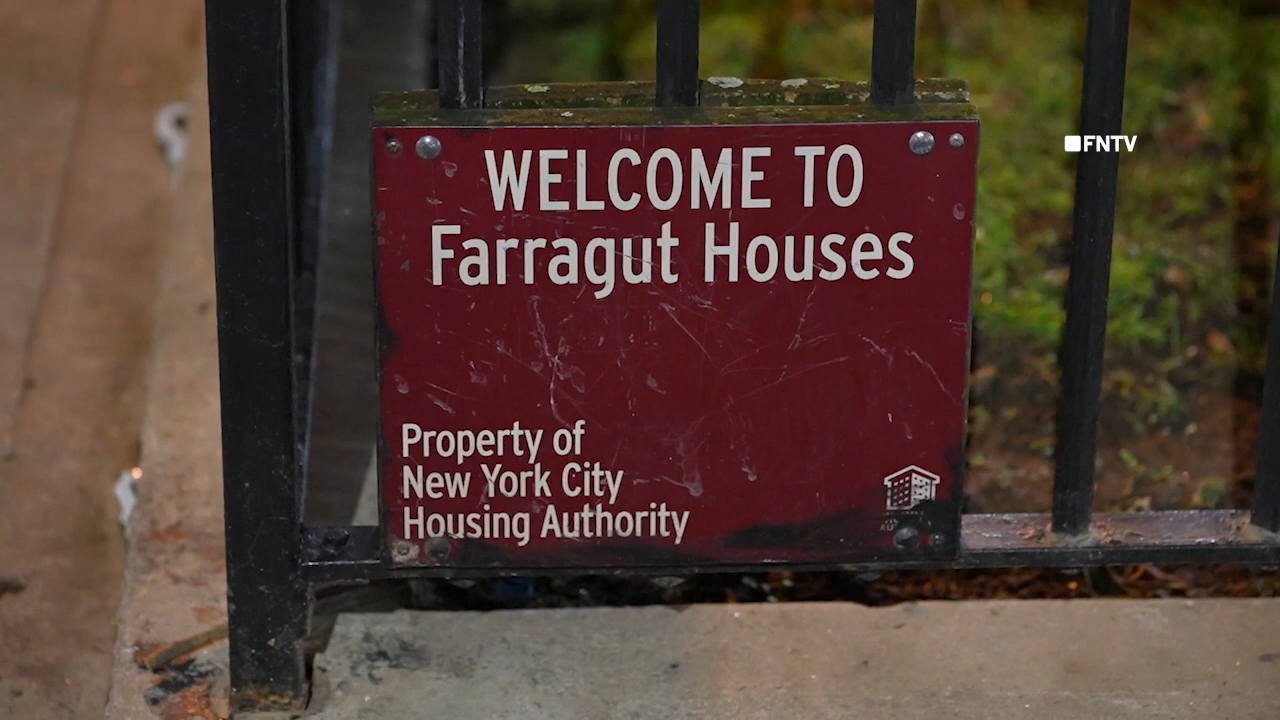 FNTV
WELCOME TO
Farragut Houses
Property of
New York City
Housing Authority